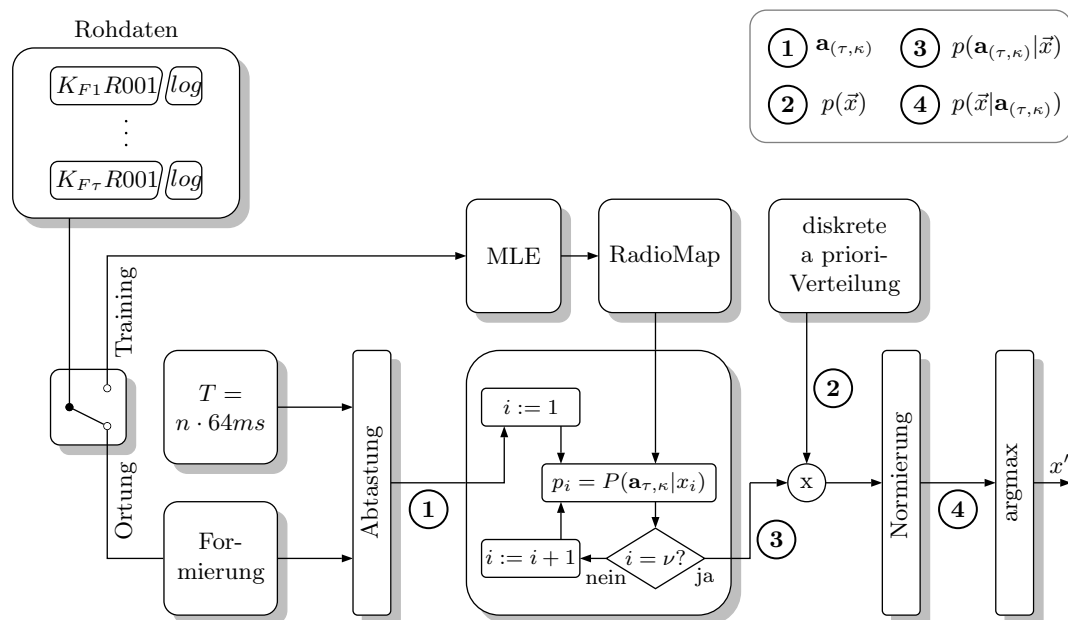 Rohdaten
K_{F1}R001 log
⋮
K_{Fτ}R001 log
1 a_{(τ,κ)} 3 p(a_{(τ,κ)}|x⃗)
2 p(x⃗) 4 p(x⃗|a_{(τ,κ)})
MLE
RadioMap
diskrete
a priori-
Verteilung
Training
Ortung
T =
n · 64ms
For-
mierung
Abtastung
1
i := 1
p_i = P(a_{τ,κ}|x_i)
i := i + 1
i = ν?
nein
ja
3
2
x
Normierung
4
argmax
x'